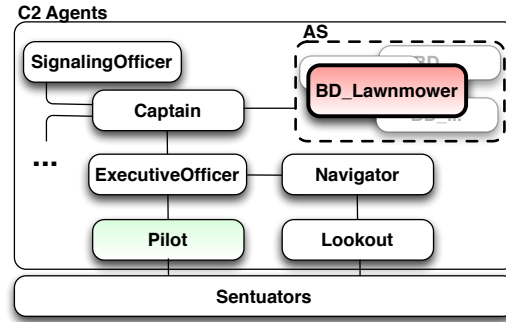 C2 Agents
AS
SignalingOfficer
BD_Lawnmower
Captain
...
ExecutiveOfficer
Navigator
Pilot
Lookout
Sentuators